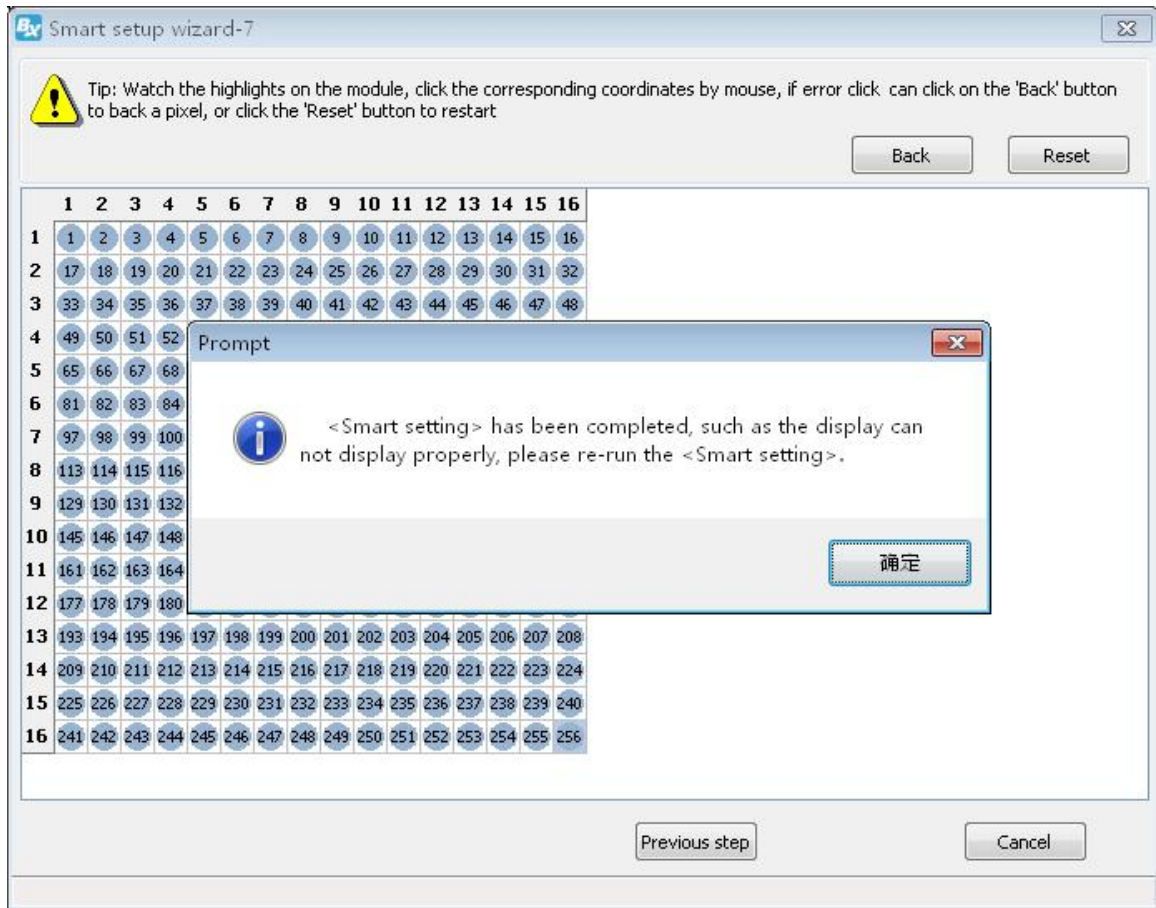 BX Smart setup wizard-7
Tip: Watch the highlights on the module, click the corresponding coordinates by mouse, if error click can click on the 'Back' button
to back a pixel, or click the 'Reset' button to restart
Back Reset
1 2 3 4 5 6 7 8 9 10 11 12 13 14 15 16
1 1 2 3 4 5 6 7 8 9 10 11 12 13 14 15 16
2 17 18 19 20 21 22 23 24 25 26 27 28 29 30 31 32
3 33 34 35 36 37 38 39 40 41 42 43 44 45 46 47 48
4 49 50 51 52
5 65 66 67 68
6 81 82 83 84
7 97 98 99 100
8 113 114 115 116
9 129 130 131 132
10 145 146 147 148
11 161 162 163 164
12 177 178 179 180
Prompt
<Smart setting> has been completed, such as the display can
not display properly, please re-run the <Smart setting>.
确定
13 193 194 195 196 197 198 199 200 201 202 203 204 205 206 207 208
14 209 210 211 212 213 214 215 216 217 218 219 220 221 222 223 224
15 225 226 227 228 229 230 231 232 233 234 235 236 237 238 239 240
16 241 242 243 244 245 246 247 248 249 250 251 252 253 254 255 256
Previous step Cancel